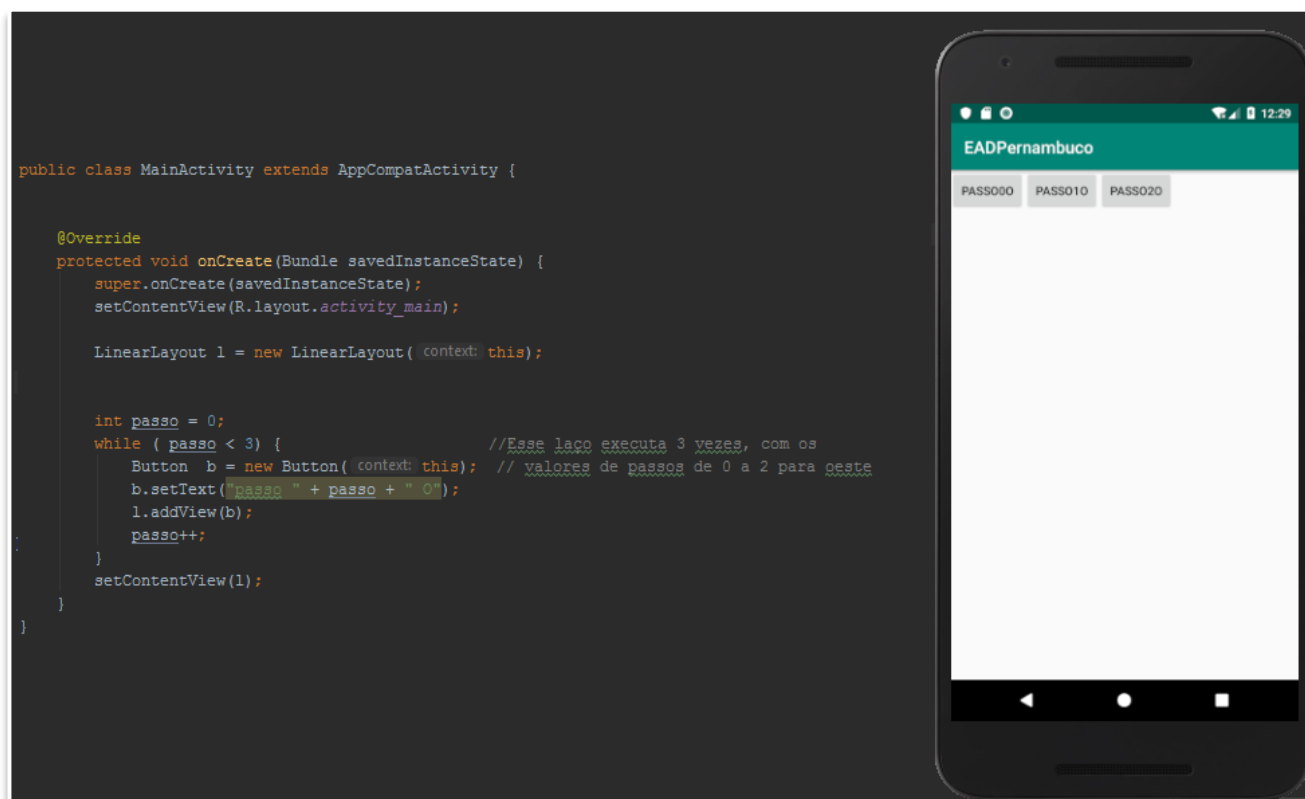 public class MainActivity extends AppCompatActivity {
@Override
protected void onCreate(Bundle savedInstanceState) {
super.onCreate(savedInstanceState);
setContentView(R.layout.activity_main);
LinearLayout l = new LinearLayout( context: this);
int passo = 0;
while ( passo < 3) { //Esse laço executa 3 vezes, com os
Button b = new Button( context: this); // valores de passos de 0 a 2 para oeste
b.setText("passo " + passo + " O");
l.addView(b);
passo++;
}
setContentView(l);
}
}
12:29
EADPernambuco
PASSO0O PASSO1O PASSO2O